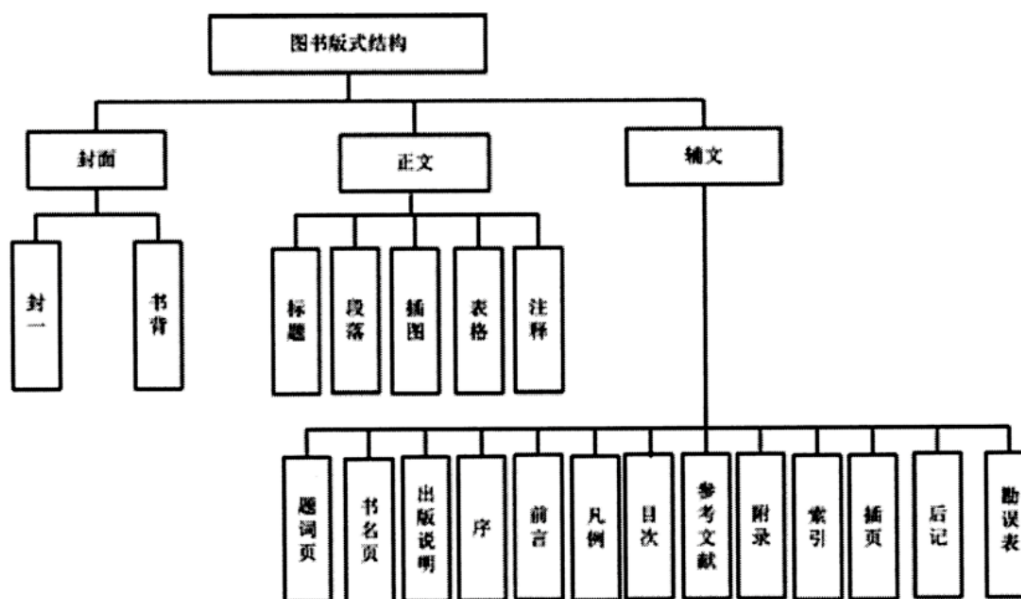 图书版式结构
封面
正文
辅文
封一
书背
标题
段落
插图
表格
注释
题词页
书名页
出版说明
序
前言
凡例
目次
参考文献
附录
索引
插页
后记
勘误表